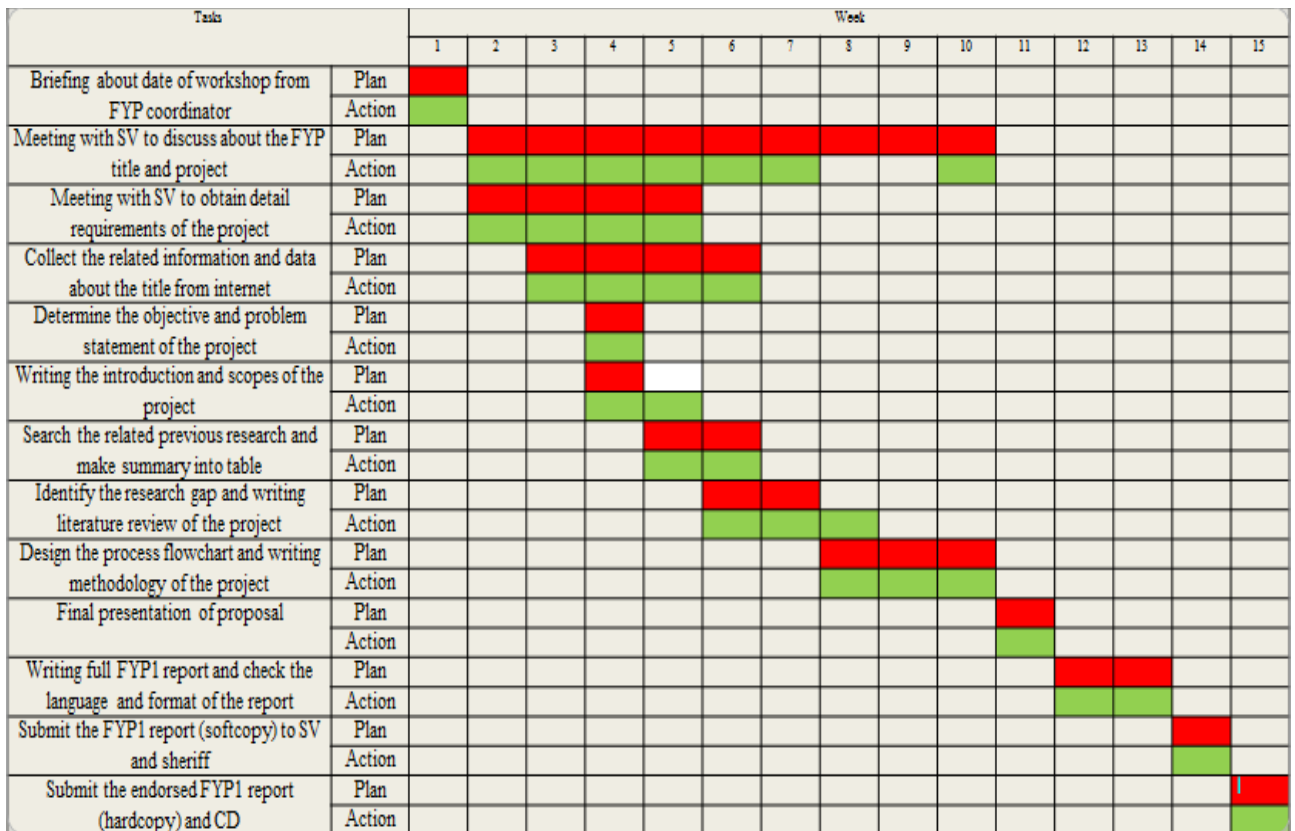 Tasks
Week
1 2 3 4 5 6 7 8 9 10 11 12 13 14 15
Briefing about date of workshop from
FYP coordinator
Plan
Action
Meeting with SV to discuss about the FYP
title and project
Plan
Action
Meeting with SV to obtain detail
requirements of the project
Plan
Action
Collect the related information and data
about the title from internet
Plan
Action
Determine the objective and problem
statement of the project
Plan
Action
Writing the introduction and scopes of the
project
Plan
Action
Search the related previous research and
make summary into table
Plan
Action
Identify the research gap and writing
literature review of the project
Plan
Action
Design the process flowchart and writing
methodology of the project
Plan
Action
Final presentation of proposal
Plan
Action
Writing full FYP1 report and check the
language and format of the report
Plan
Action
Submit the FYP1 report (softcopy) to SV
and sheriff
Plan
Action
Submit the endorsed FYP1 report
(hardcopy) and CD
Plan
Action